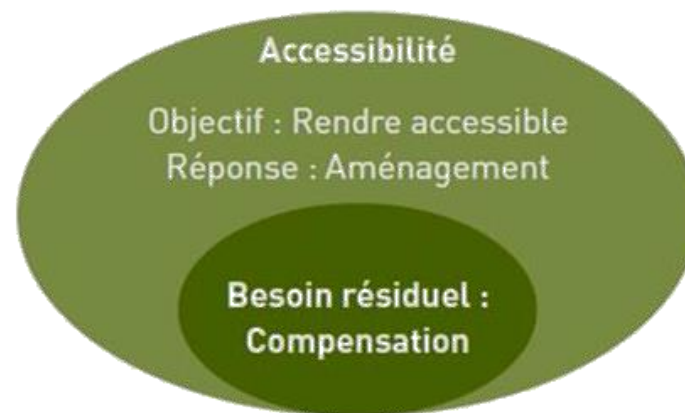 Accessibilité
Objectif : Rendre accessible
Réponse : Aménagement
Besoin résiduel :
Compensation